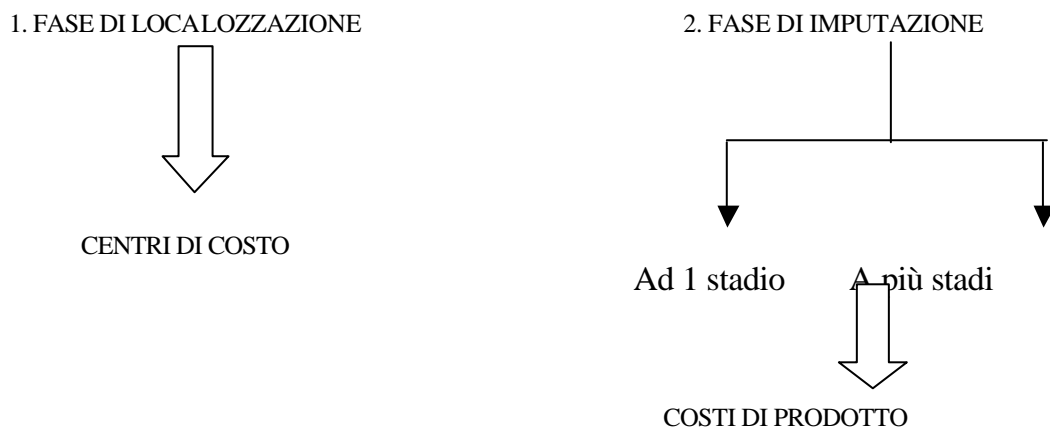 1. FASE DI LOCALOZZAZIONE
2. FASE DI IMPUTAZIONE
CENTRI DI COSTO
Ad 1 stadio
A più stadi
COSTI DI PRODOTTO